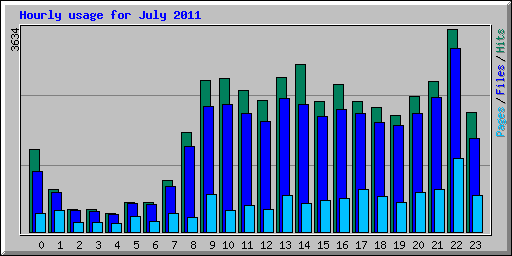 Hourly usage for July 2011
3634
Pages/Files/Hits
0 1 2 3 4 5 6 7 8 9 10 11 12 13 14 15 16 17 18 19 20 21 22 23